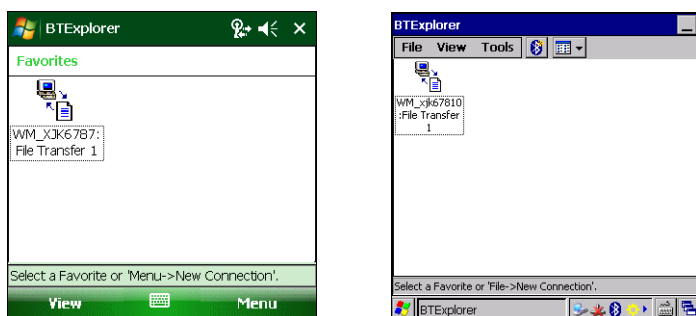 BTExplorer
Favorites
WM_XJK6787:
File Transfer 1
Select a Favorite or 'Menu->New Connection'.
View
Menu
BTExplorer
File View Tools
WM_xjk67810
:File Transfer
1
Select a Favorite or 'File->New Connection'.
BTExplorer